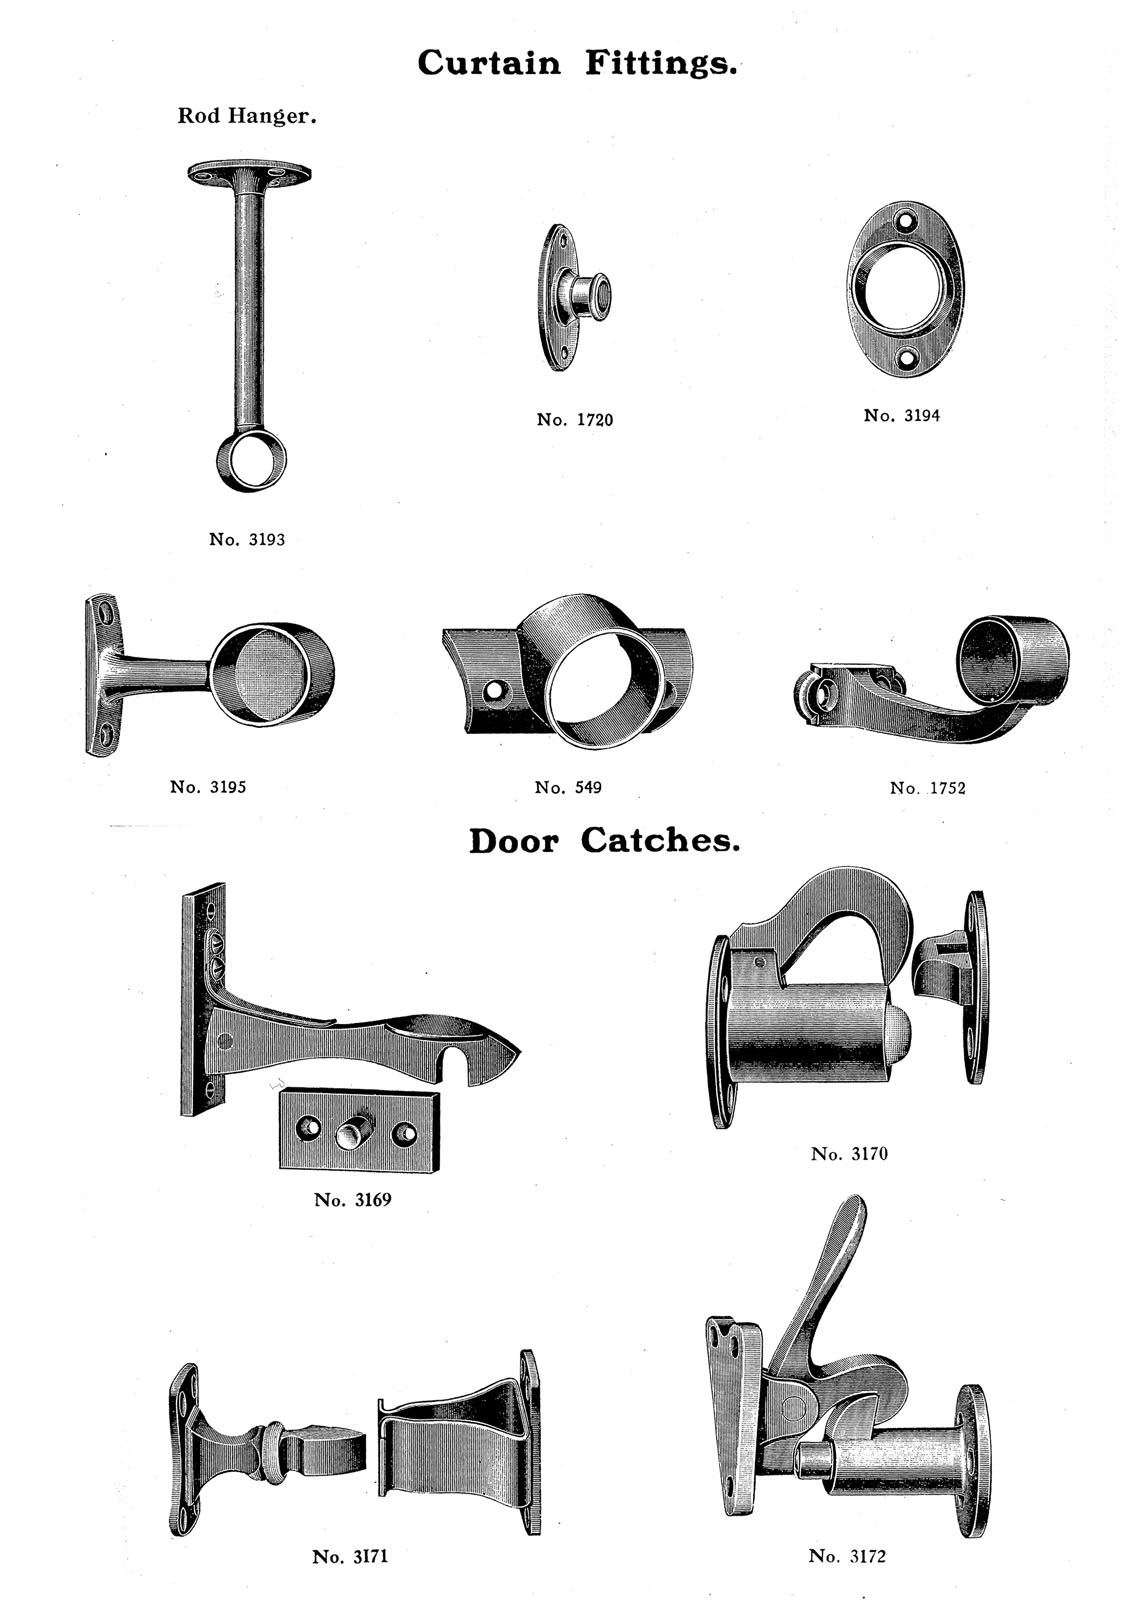 Curtain Fittings.
Rod Hanger.
No. 1720
No. 3194
No. 3193
No. 3195
No. 549
No. 1752
Door Catches.
No. 3170
No. 3169
No. 3171
No. 3172